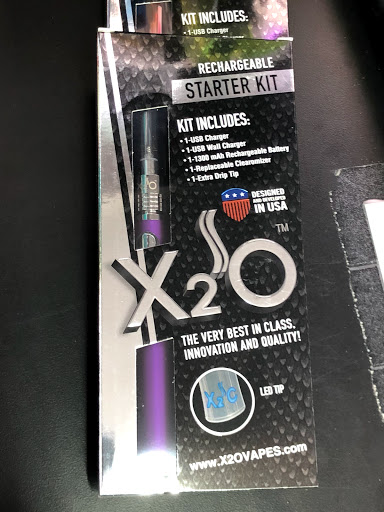 KIT INCLUDES:
• 1-USB Charger
RECHARGEABLE
STARTER KIT
KIT INCLUDES:
• 1-USB Charger
• 1-USB Wall Charger
• 1-1300 mAh Rechargeable Battery
• 1-Replaceable Clearomizer
• 1-Extra Drip Tip
DESIGNED
AND DEVELOPED
IN USA
X2O™
THE VERY BEST IN CLASS,
INNOVATION AND QUALITY!
X2O
LED TIP
www.X2OVAPES.com